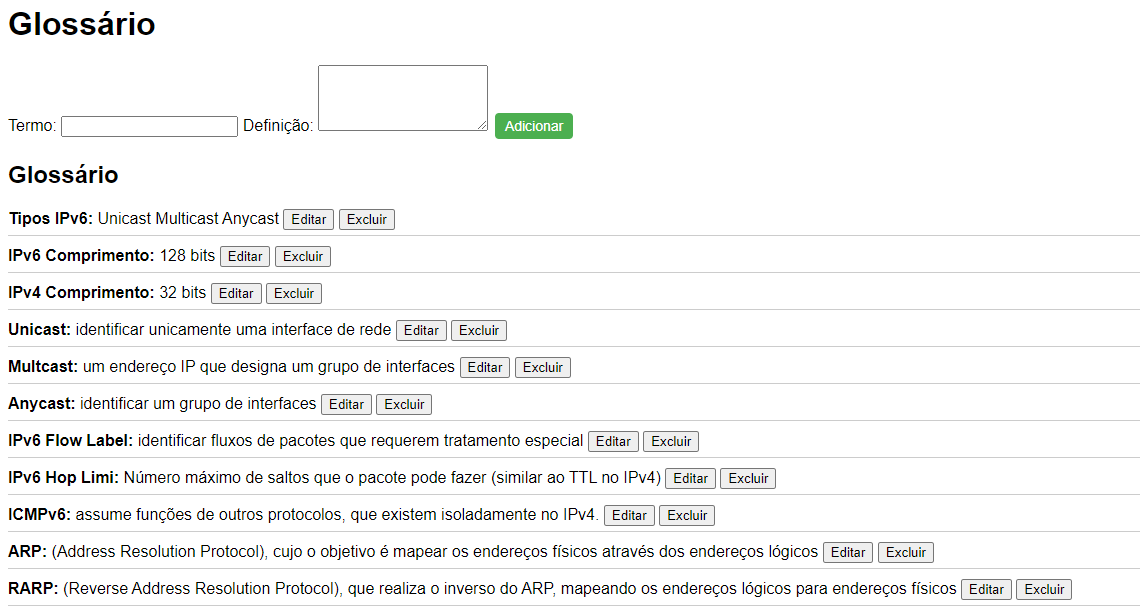 Glossário
Termo: Definição: Adicionar
Glossário
Tipos IPv6: Unicast Multicast Anycast Editar Excluir
IPv6 Comprimento: 128 bits Editar Excluir
IPv4 Comprimento: 32 bits Editar Excluir
Unicast: identificar unicamente uma interface de rede Editar Excluir
Multcast: um endereço IP que designa um grupo de interfaces Editar Excluir
Anycast: identificar um grupo de interfaces Editar Excluir
IPv6 Flow Label: identificar fluxos de pacotes que requerem tratamento especial Editar Excluir
IPv6 Hop Limi: Número máximo de saltos que o pacote pode fazer (similar ao TTL no IPv4) Editar Excluir
ICMPv6: assume funções de outros protocolos, que existem isoladamente no IPv4. Editar Excluir
ARP: (Address Resolution Protocol), cujo o objetivo é mapear os endereços físicos através dos endereços lógicos Editar Excluir
RARP: (Reverse Address Resolution Protocol), que realiza o inverso do ARP, mapeando os endereços lógicos para endereços físicos Editar Excluir